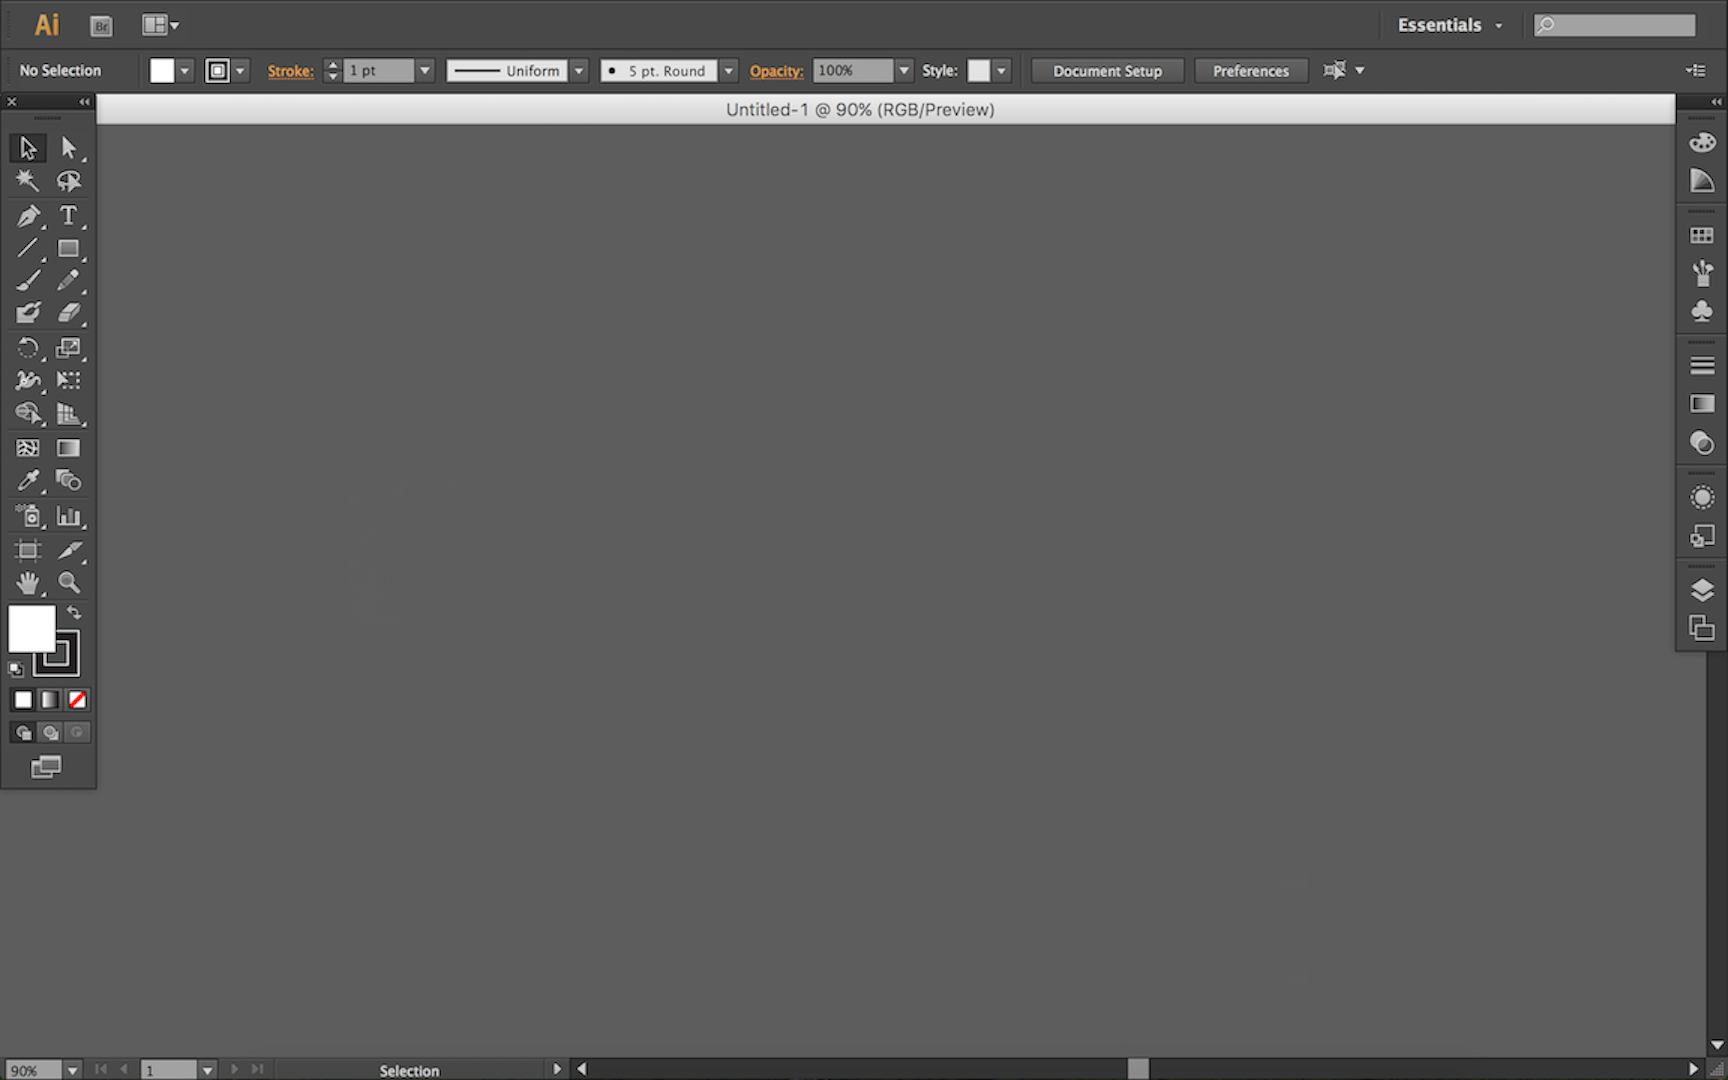 Ai Br Essentials
No Selection Stroke: 1 pt Uniform 5 pt. Round Opacity: 100% Style: Document Setup Preferences
Untitled-1 @ 90% (RGB/Preview)
T
90% 1 Selection